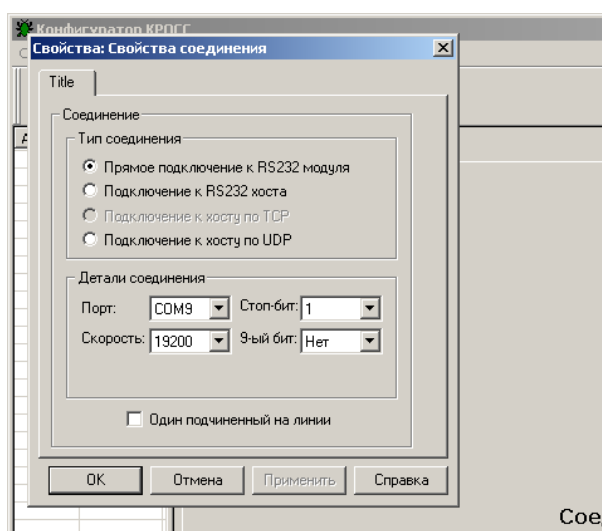 Конфигуратор КРОСС
Свойства: Свойства соединения
Title
Соединение
Тип соединения
Прямое подключение к RS232 модуля
Подключение к RS232 хоста
Подключение к хосту по TCP
Подключение к хосту по UDP
Детали соединения
Порт: COM9 Стоп-бит: 1
Скорость: 19200 9-ый бит: Нет
Один подчиненный на линии
OK Отмена Применить Справка
Сое